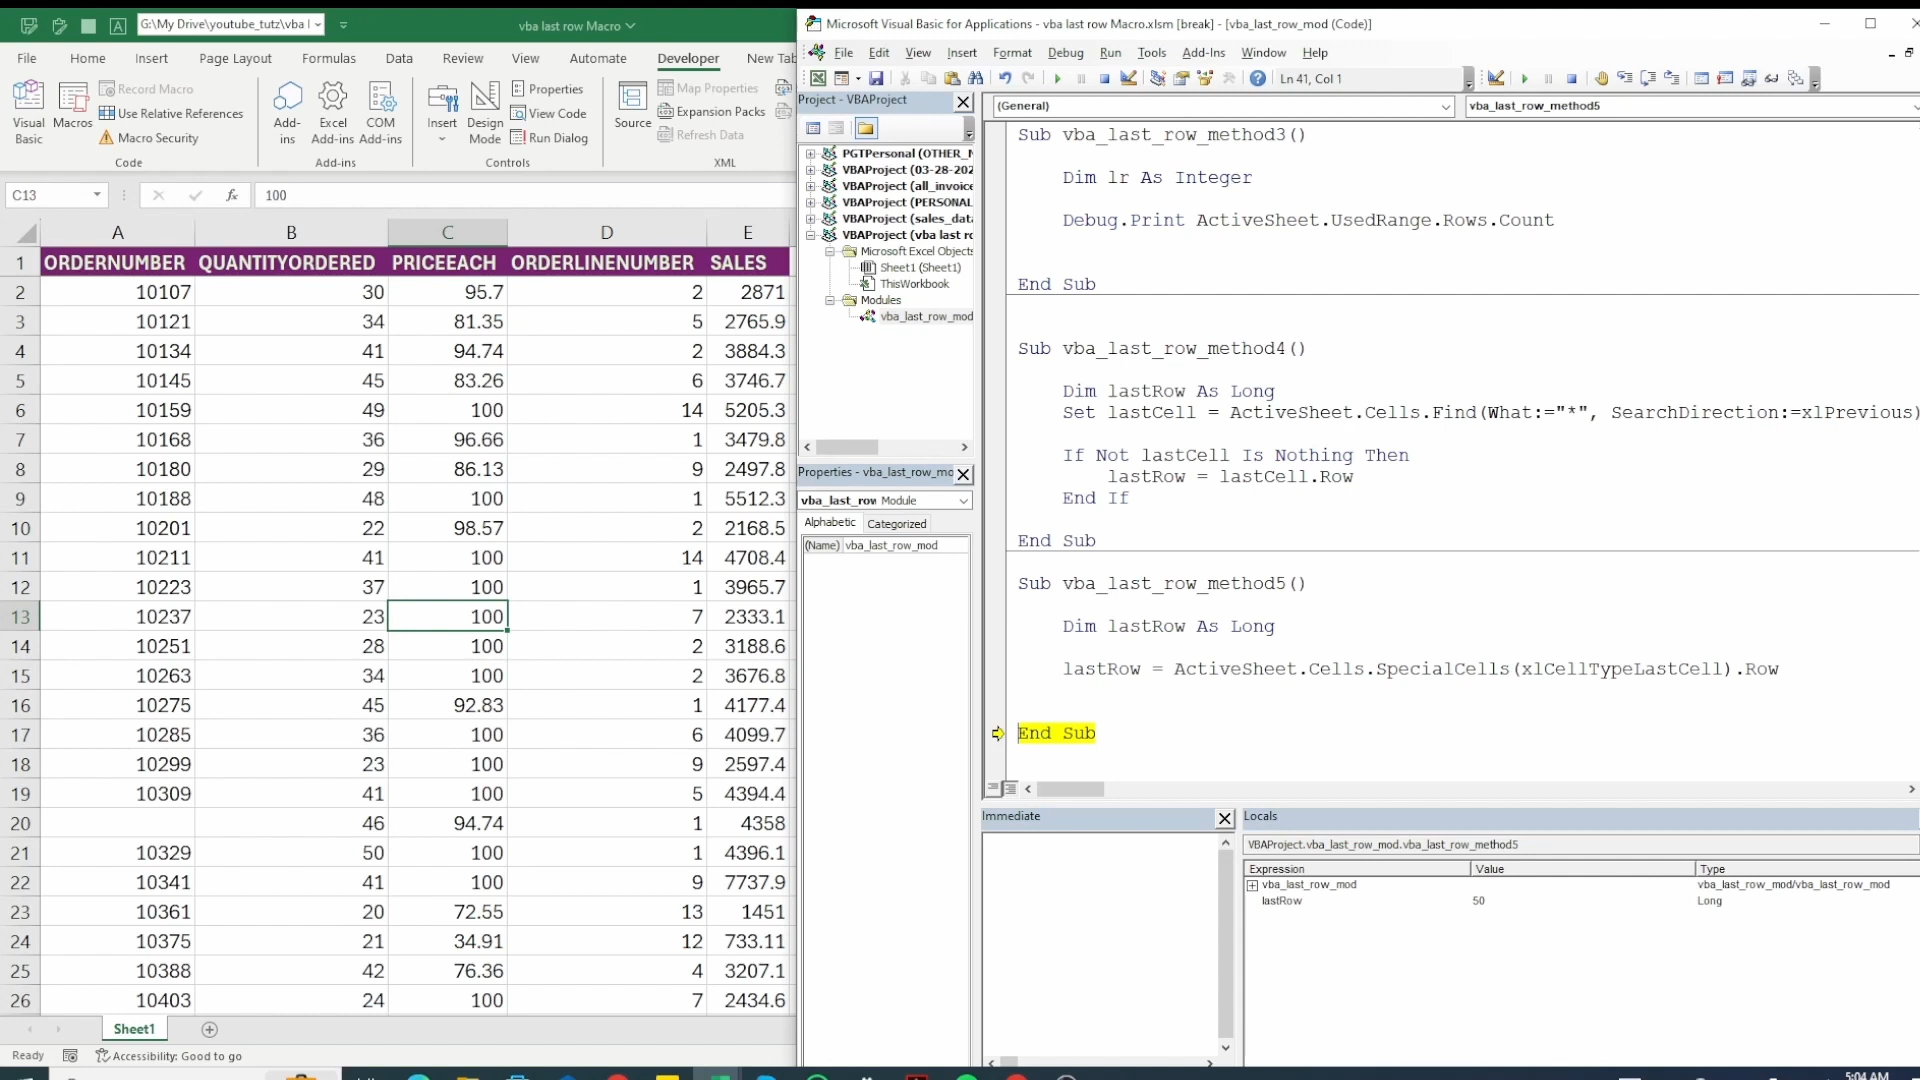 G:\My Drive\youtube_tutz\vba l
vba last row Macro
File Home Insert Page Layout Formulas Data Review View Automate Developer New Tab
Visual Basic
Macros
Record Macro
Use Relative References
Macro Security
Code
Add-ins
Excel Add-ins
COM Add-ins
Add-ins
Insert
Design Mode
Properties
View Code
Run Dialog
Controls
Source
Map Properties
Expansion Packs
Refresh Data
XML
C13 fx 100
A B C D E
1 ORDERNUMBER QUANTITYORDERED PRICEEACH ORDERLINENUMBER SALES
2 10107 30 95.7 2 2871
3 10121 34 81.35 5 2765.9
4 10134 41 94.74 2 3884.3
5 10145 45 83.26 6 3746.7
6 10159 49 100 14 5205.3
7 10168 36 96.66 1 3479.8
8 10180 29 86.13 9 2497.8
9 10188 48 100 1 5512.3
10 10201 22 98.57 2 2168.5
11 10211 41 100 14 4708.4
12 10223 37 100 1 3965.7
13 10237 23 100 7 2333.1
14 10251 28 100 2 3188.6
15 10263 34 100 2 3676.8
16 10275 45 92.83 1 4177.4
17 10285 36 100 6 4099.7
18 10299 23 100 9 2597.4
19 10309 41 100 5 4394.4
20 46 94.74 1 4358
21 10329 50 100 1 4396.1
22 10341 41 100 9 7737.9
23 10361 20 72.55 13 1451
24 10375 21 34.91 12 733.11
25 10388 42 76.36 4 3207.1
26 10403 24 100 7 2434.6
Sheet1
Ready Accessibility: Good to go
Microsoft Visual Basic for Applications - vba last row Macro.xlsm [break] - [vba_last_row_mod (Code)]
File Edit View Insert Format Debug Run Tools Add-Ins Window Help
Ln 41, Col 1
Project - VBAProject
PGTPersonal (OTHER_N
VBAProject (03-28-202
VBAProject (all_invoice
VBAProject (PERSONAL
VBAProject (sales_data
VBAProject (vba last ro
Microsoft Excel Objects
Sheet1 (Sheet1)
ThisWorkbook
Modules
vba_last_row_mod
Properties - vba_last_row_mo
vba_last_row Module
Alphabetic Categorized
(Name) vba_last_row_mod
(General) vba_last_row_method5
Sub vba_last_row_method3()
Dim lr As Integer
Debug.Print ActiveSheet.UsedRange.Rows.Count
End Sub
Sub vba_last_row_method4()
Dim lastRow As Long
Set lastCell = ActiveSheet.Cells.Find(What:="*", SearchDirection:=xlPrevious)
If Not lastCell Is Nothing Then
lastRow = lastCell.Row
End If
End Sub
Sub vba_last_row_method5()
Dim lastRow As Long
lastRow = ActiveSheet.Cells.SpecialCells(xlCellTypeLastCell).Row
End Sub
Immediate
Locals
VBAProject.vba_last_row_mod.vba_last_row_method5
Expression Value Type
vba_last_row_mod vba_last_row_mod/vba_last_row_mod
lastRow 50 Long
5:04 AM